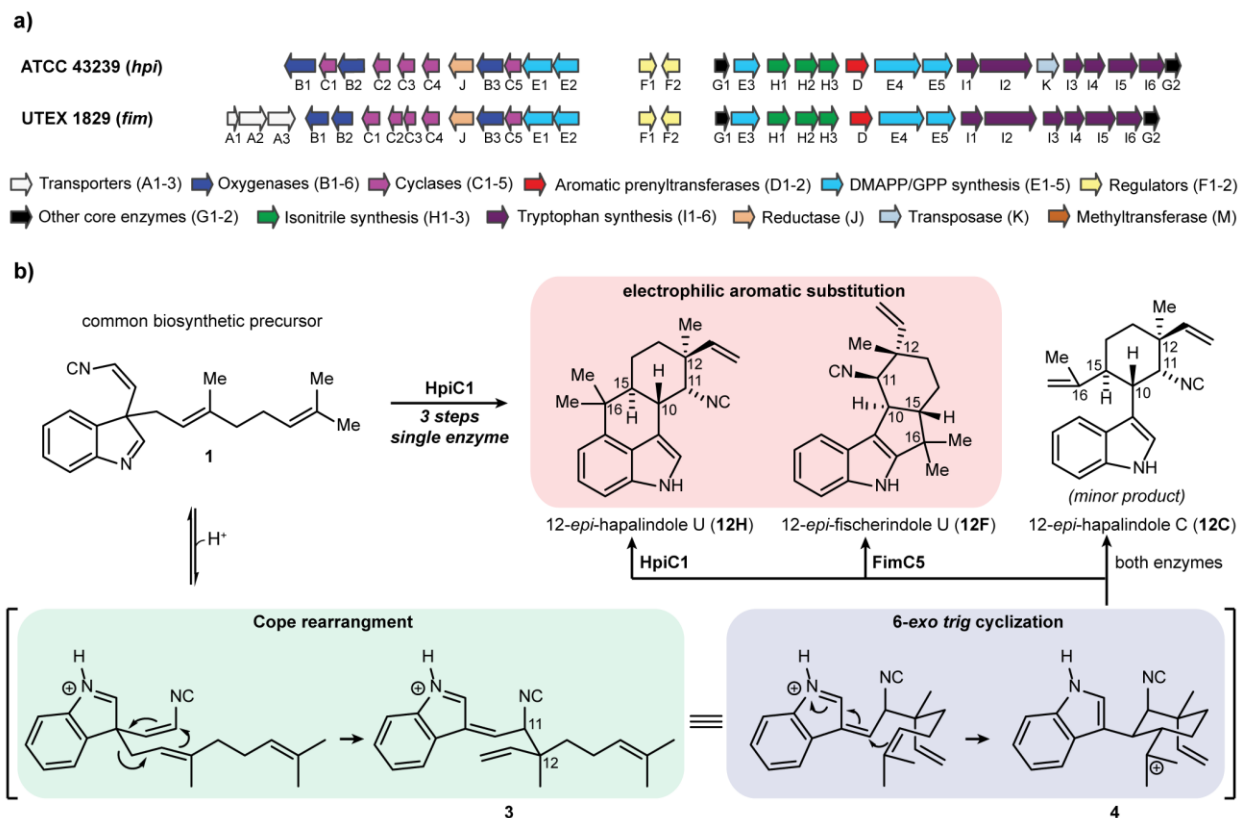 a)
ATCC 43239 (hpi)
B1 C1 B2 C2 C3 C4 J B3 C5 E1 E2 F1 F2 G1 E3 H1 H2 H3 D E4 E5 I1 I2 K I3 I4 I5 I6 G2
UTEX 1829 (fim)
A1 A2 A3 B1 B2 C1 C2 C3 C4 J B3 C5 E1 E2 F1 F2 G1 E3 H1 H2 H3 D E4 E5 I1 I2 I3 I4 I5 I6 G2
Transporters (A1-3) Oxygenases (B1-6) Cyclases (C1-5) Aromatic prenyltransferases (D1-2) DMAPP/GPP synthesis (E1-5) Regulators (F1-2)
Other core enzymes (G1-2) Isonitrile synthesis (H1-3) Tryptophan synthesis (I1-6) Reductase (J) Transposase (K) Methyltransferase (M)
b)
common biosynthetic precursor
CN
Me
Me
Me
N
1
HpiC1
3 steps
single enzyme
electrophilic aromatic substitution
Me
12
Me
Me
15
H
11
NC
16
H
10
NH
12-epi-hapalindole U (12H)
Me
12
CN
11
H
15
H
10
16
Me
Me
NH
12-epi-fischerindole U (12F)
Me
12
15
H
11
NC
16
H
10
NH
(minor product)
12-epi-hapalindole C (12C)
H+
HpiC1
FimC5
both enzymes
Cope rearrangment
H
N
NC
H
N
NC
11
12
3
6-exo trig cyclization
H
N
NC
H
N
NC
4